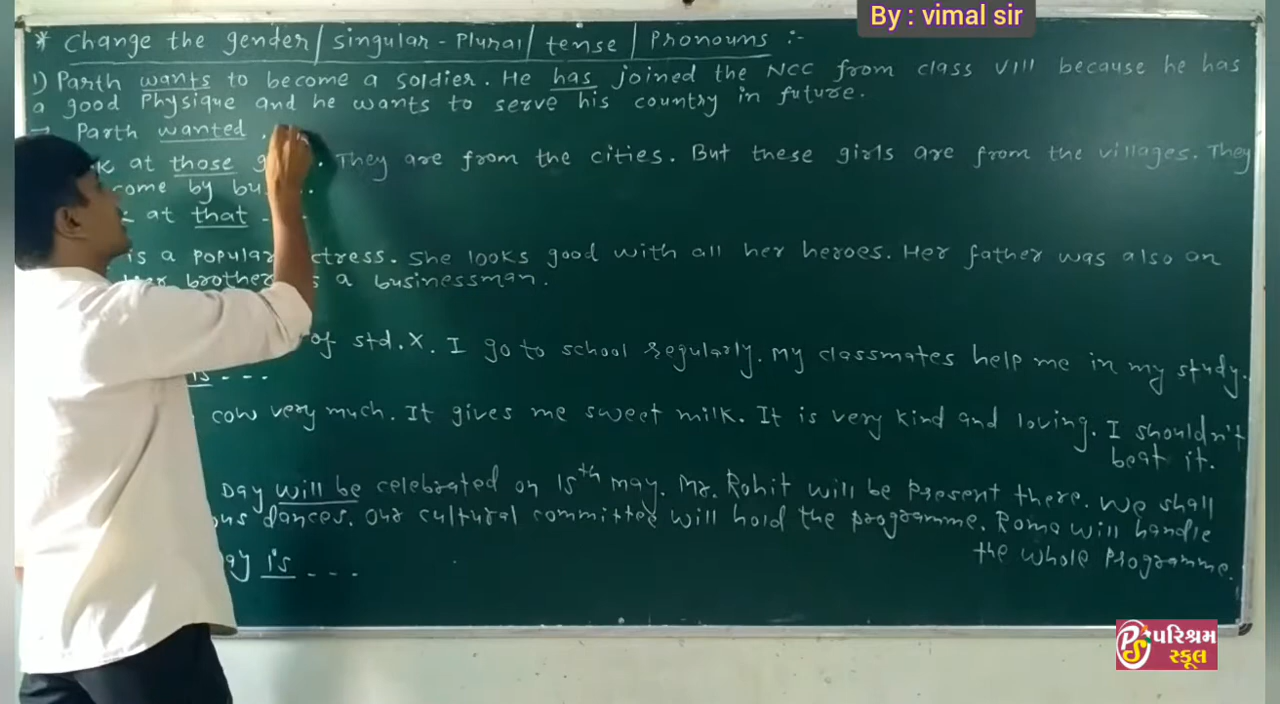 By : vimal sir
* Change the gender / singular - Plural / tense / Pronouns :-
1) Parth wants to become a soldier. He has joined the NCC from class VIII because he has
a good Physique and he wants to serve his country in future.
→ Parth wanted .
at those They are from the cities. But these girls are from the villages. They
come by
at that
is a popular She looks good with all her heroes. Her father was also an
brother a businessman.
of std. X. I go to school regularly. My classmates help me in my study.
is - - -
cow very much. It gives me sweet milk. It is very kind and loving. I shouldn't
beat it.
Day will be celebrated on 15th may. Mr. Rohit will be Present there. We shall
dances. Our cultural committee will hold the programme. Roma will handle
the whole Programme.
is - - -
પરિશ્રમ
સ્કૂલ